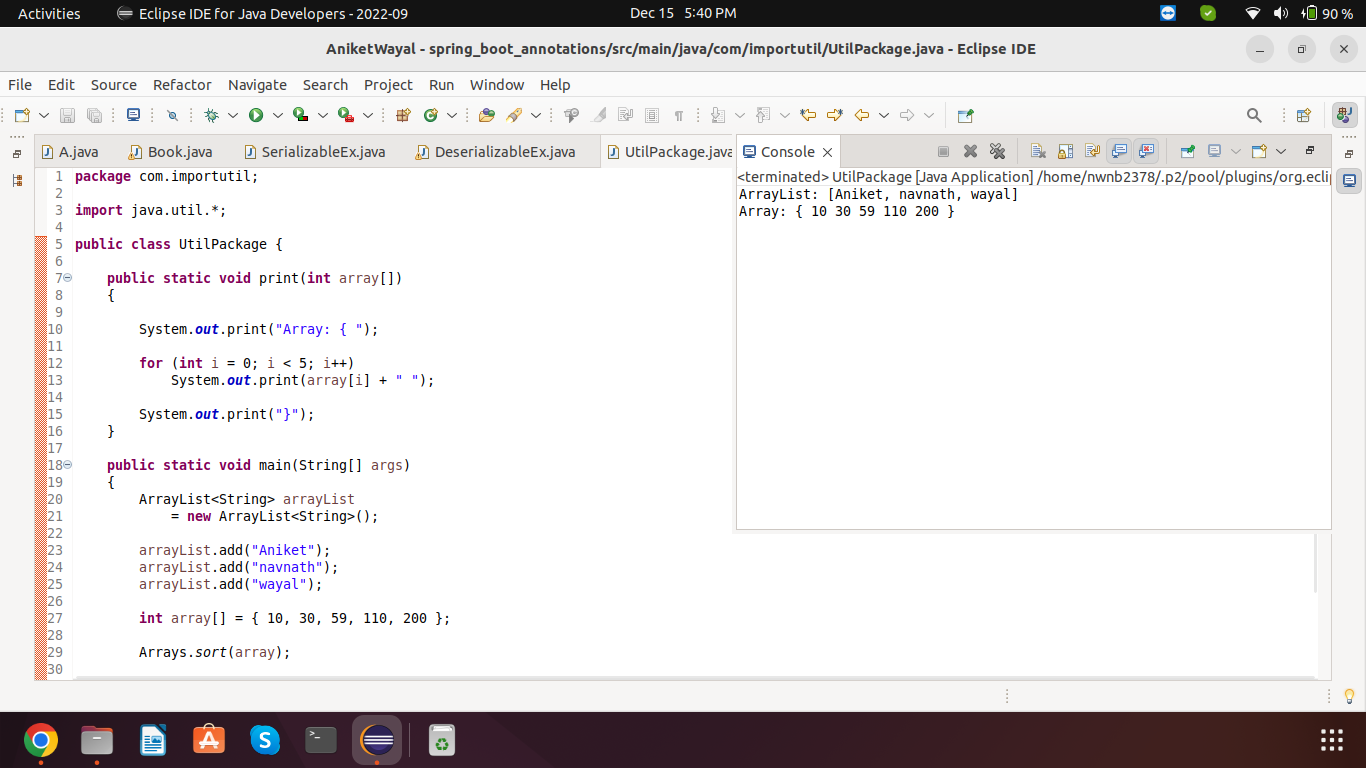 Activities
Eclipse IDE for Java Developers - 2022-09
Dec 15 5:40 PM
90 %
AniketWayal - spring_boot_annotations/src/main/java/com/importutil/UtilPackage.java - Eclipse IDE
File Edit Source Refactor Navigate Search Project Run Window Help
A.java
Book.java
SerializableEx.java
DeserializableEx.java
UtilPackage.java
1 package com.importutil;
2
3 import java.util.*;
4
5 public class UtilPackage {
6
7 public static void print(int array[])
8 {
9
10 System.out.print("Array: { ");
11
12 for (int i = 0; i < 5; i++)
13 System.out.print(array[i] + " ");
14
15 System.out.print("}");
16 }
17
18 public static void main(String[] args)
19 {
20 ArrayList<String> arrayList
21 = new ArrayList<String>();
22
23 arrayList.add("Aniket");
24 arrayList.add("navnath");
25 arrayList.add("wayal");
26
27 int array[] = { 10, 30, 59, 110, 200 };
28
29 Arrays.sort(array);
30
Console
<terminated> UtilPackage [Java Application] /home/nwnb2378/.p2/pool/plugins/org.ecli
ArrayList: [Aniket, navnath, wayal]
Array: { 10 30 59 110 200 }